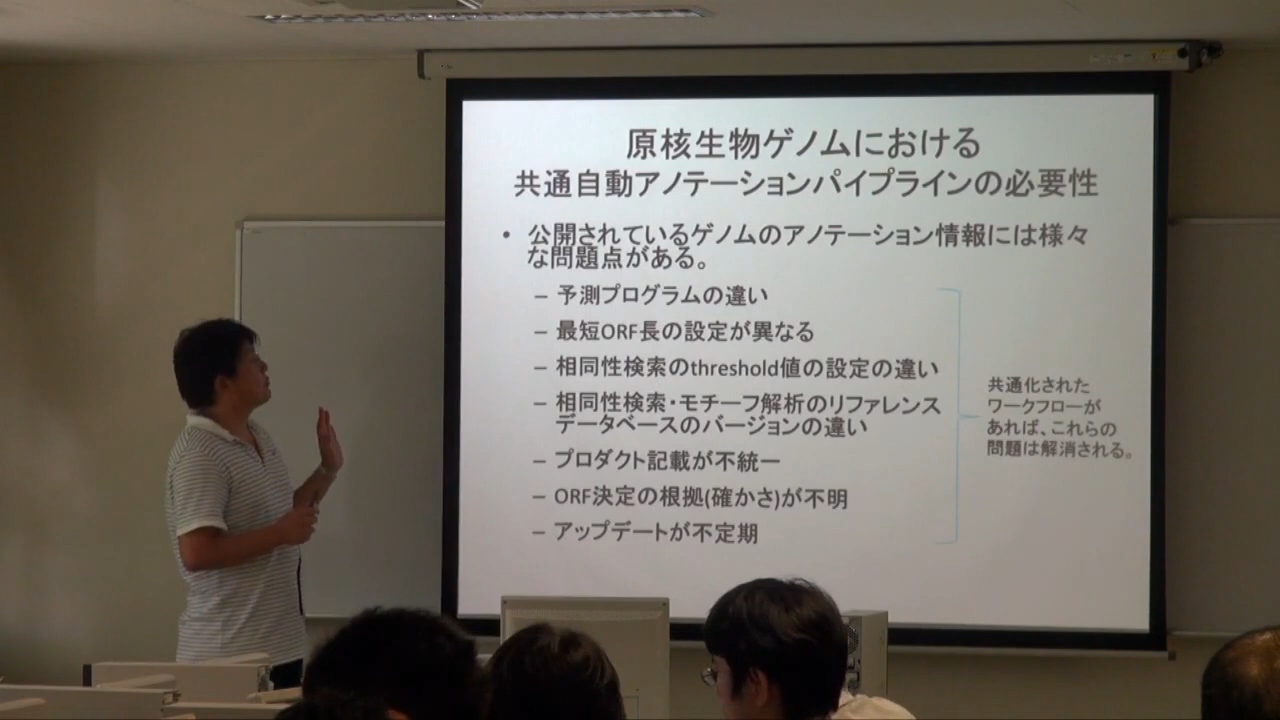 原核生物ゲノムにおける
共通自動アノテーションパイプラインの必要性
• 公開されているゲノムのアノテーション情報には様々
な問題点がある。
– 予測プログラムの違い
– 最短ORF長の設定が異なる
– 相同性検索のthreshold値の設定の違い
– 相同性検索・モチーフ解析のリファレンス
データベースのバージョンの違い
– プロダクト記載が不統一
– ORF決定の根拠(確かさ)が不明
– アップデートが不定期
共通化された
ワークフローが
あれば、これらの
問題は解消される。